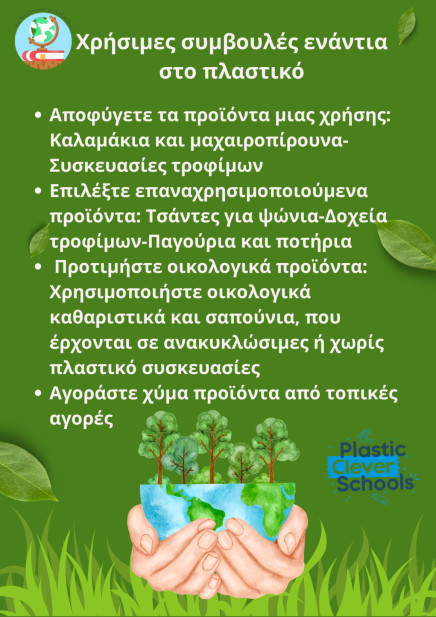 Χρήσιμες συμβουλές ενάντια
στο πλαστικό
• Αποφύγετε τα προϊόντα μιας χρήσης:
Καλαμάκια και μαχαιροπίρουνα-
Συσκευασίες τροφίμων
• Επιλέξτε επαναχρησιμοποιούμενα
προϊόντα: Τσάντες για ψώνια-Δοχεία
τροφίμων-Παγούρια και ποτήρια
• Προτιμήστε οικολογικά προϊόντα:
Χρησιμοποιήστε οικολογικά
καθαριστικά και σαπούνια, που
έρχονται σε ανακυκλώσιμες ή χωρίς
πλαστικό συσκευασίες
• Αγοράστε χύμα προϊόντα από τοπικές
αγορές
Plastic
Clever
Schools